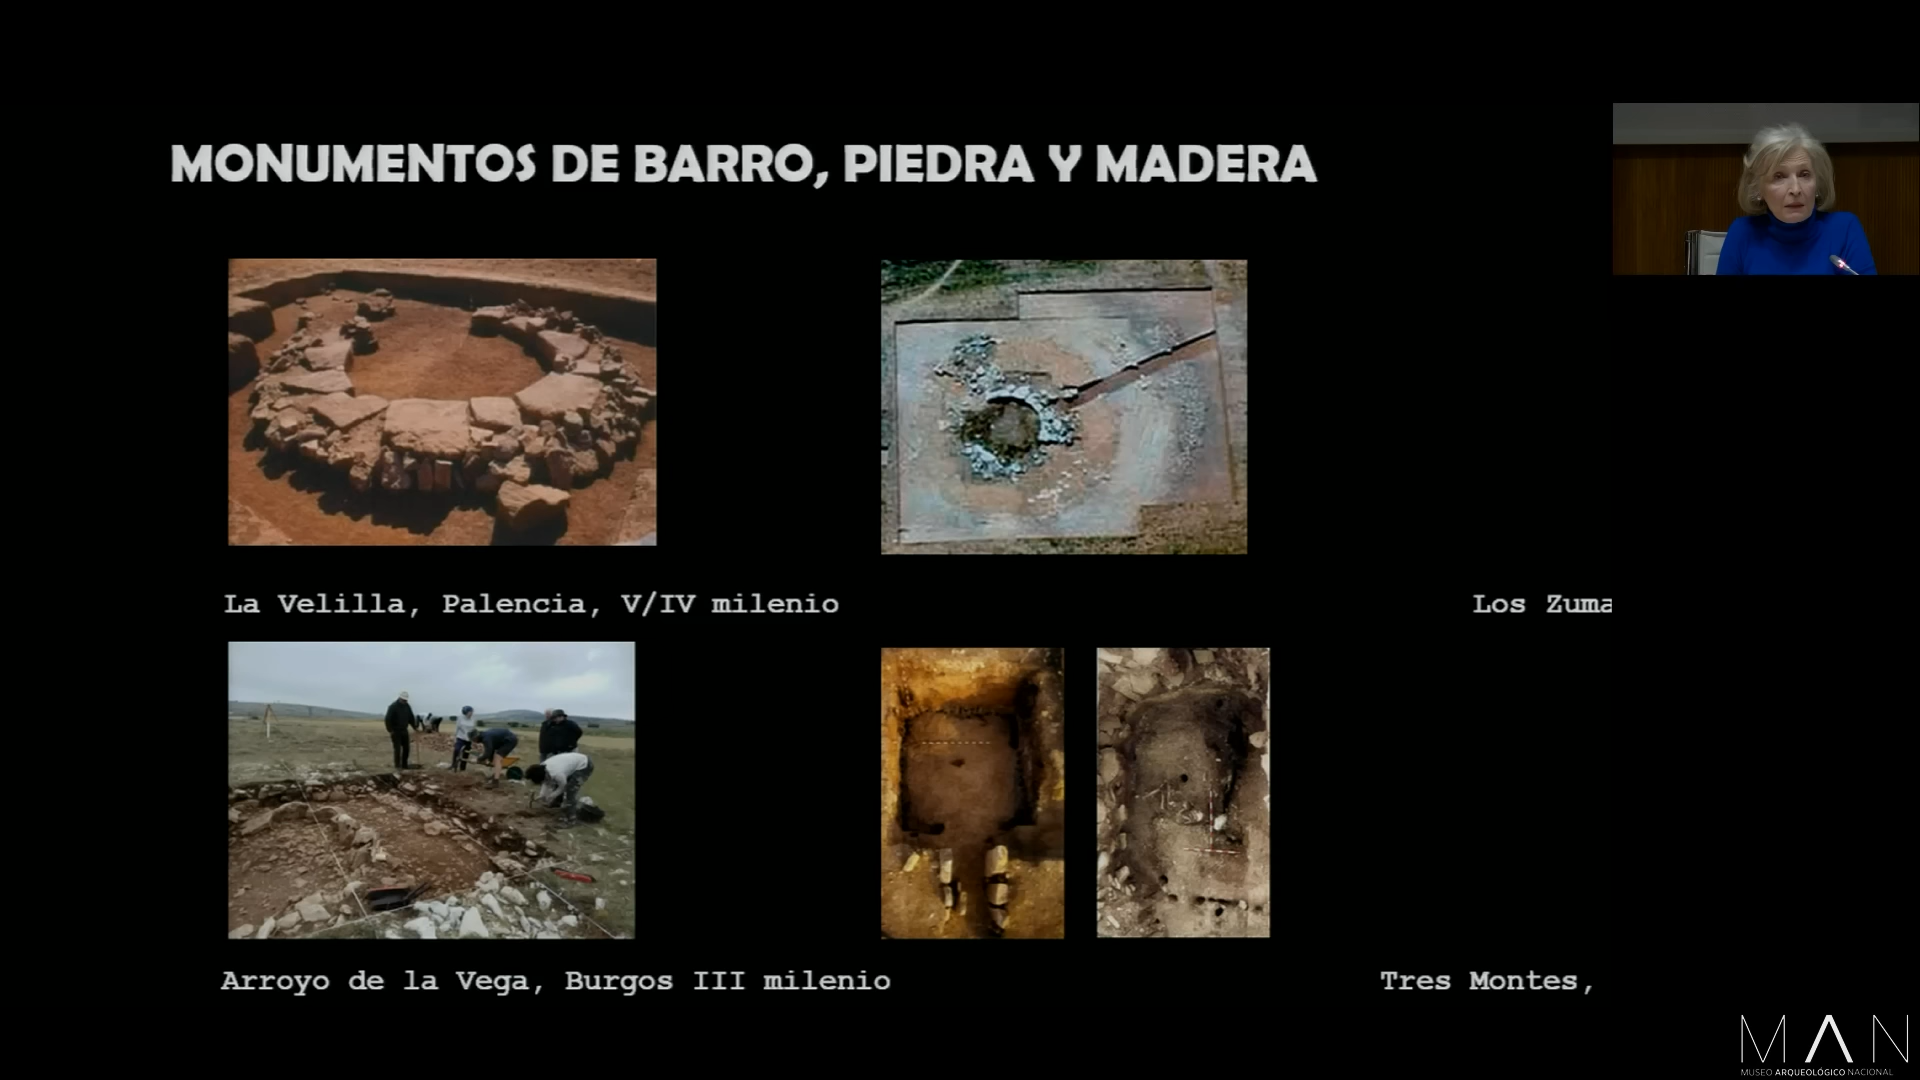 MONUMENTOS DE BARRO, PIEDRA Y MADERA
La Velilla, Palencia, V/IV milenio
Los Zuma
Arroyo de la Vega, Burgos III milenio
Tres Montes,
MAN
MUSEO ARQUEOLÓGICO NACIONAL